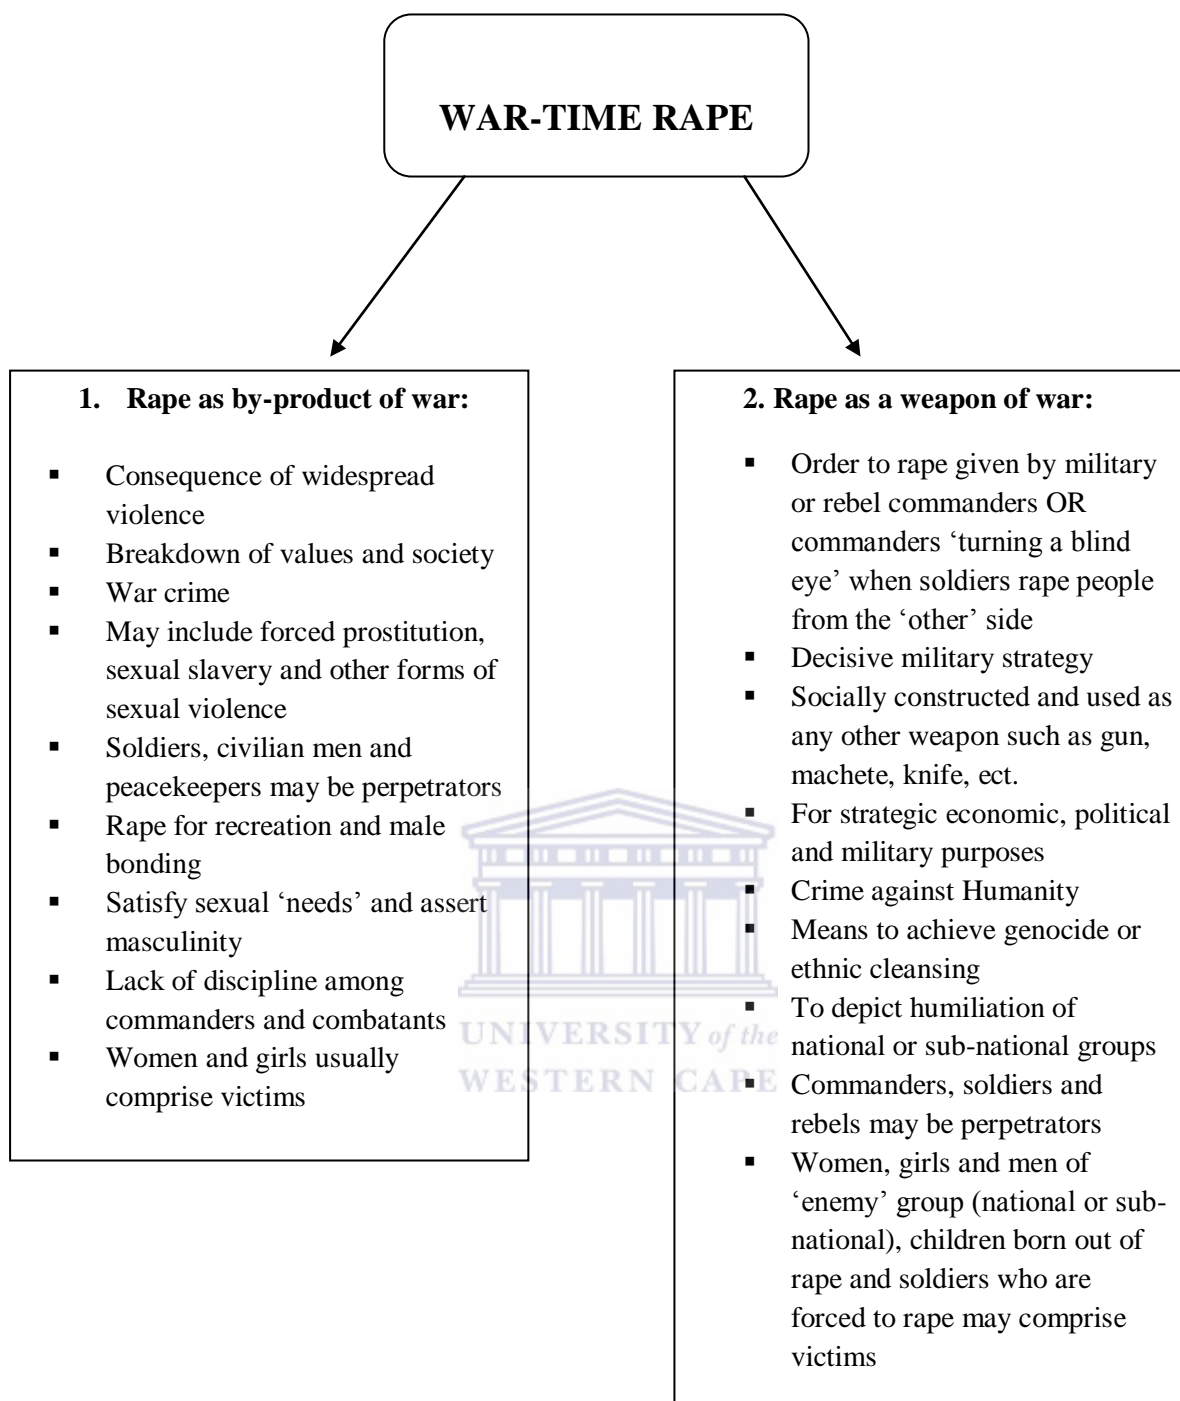 WAR-TIME RAPE
1. Rape as by-product of war:
▪ Consequence of widespread
violence
▪ Breakdown of values and society
▪ War crime
▪ May include forced prostitution,
sexual slavery and other forms of
sexual violence
▪ Soldiers, civilian men and
peacekeepers may be perpetrators
▪ Rape for recreation and male
bonding
▪ Satisfy sexual ‘needs’ and assert
masculinity
▪ Lack of discipline among
commanders and combatants
▪ Women and girls usually
comprise victims
2. Rape as a weapon of war:
▪ Order to rape given by military
or rebel commanders OR
commanders ‘turning a blind
eye’ when soldiers rape people
from the ‘other’ side
▪ Decisive military strategy
▪ Socially constructed and used as
any other weapon such as gun,
machete, knife, ect.
▪ For strategic economic, political
and military purposes
▪ Crime against Humanity
▪ Means to achieve genocide or
ethnic cleansing
▪ To depict humiliation of
national or sub-national groups
▪ Commanders, soldiers and
rebels may be perpetrators
▪ Women, girls and men of
‘enemy’ group (national or sub-
national), children born out of
rape and soldiers who are
forced to rape may comprise
victims
UNIVERSITY of the
WESTERN CAPE